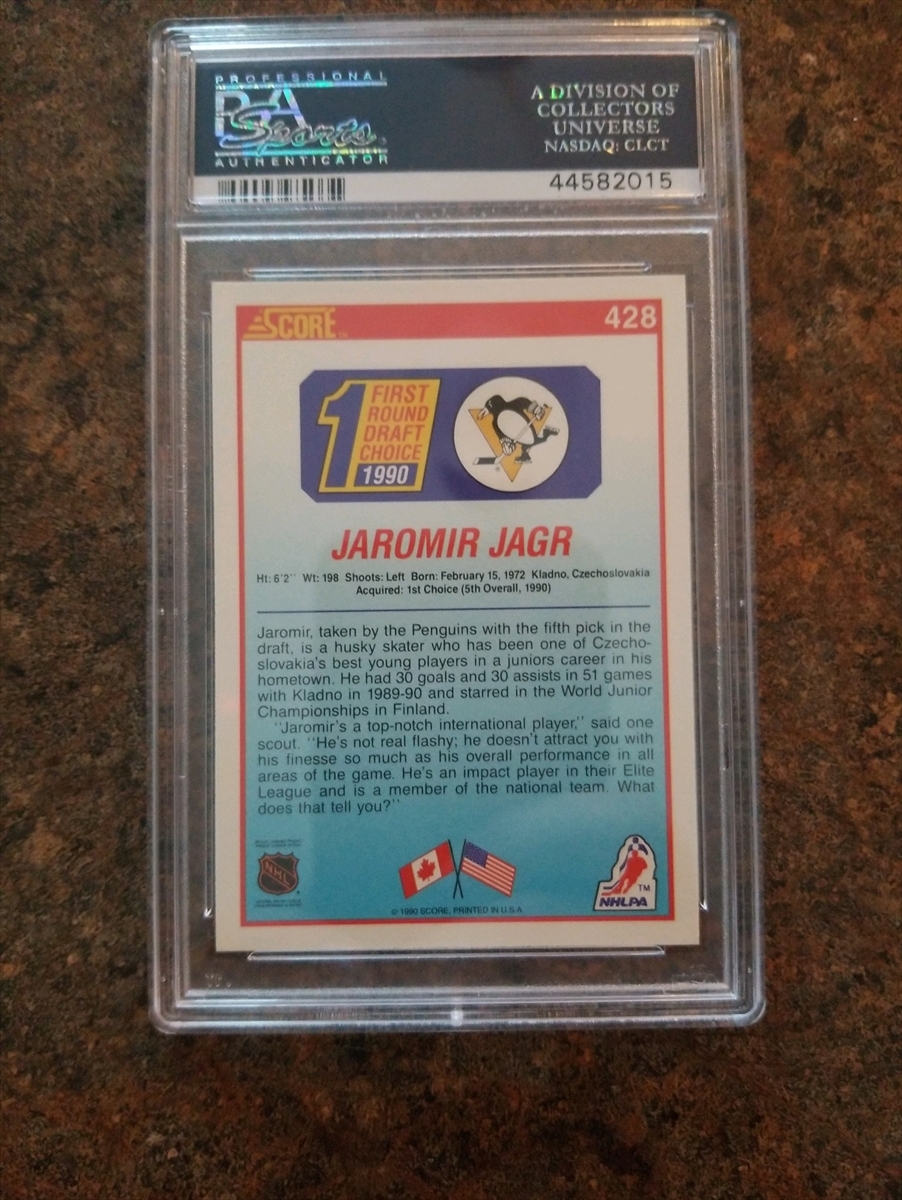 PROFESSIONAL
PSA
Sports
AUTHENTICATOR
A DIVISION OF
COLLECTORS
UNIVERSE
NASDAQ: CLCT
44582015
SCORE™
428
1
FIRST
ROUND
DRAFT
CHOICE
1990
JAROMIR JAGR
Ht: 6'2" Wt: 198 Shoots: Left Born: February 15, 1972 Kladno, Czechoslovakia
Acquired: 1st Choice (5th Overall, 1990)
Jaromir, taken by the Penguins with the fifth pick in the
draft, is a husky skater who has been one of Czecho-
slovakia's best young players in a juniors career in his
hometown. He had 30 goals and 30 assists in 51 games
with Kladno in 1989-90 and starred in the World Junior
Championships in Finland.
"Jaromir's a top-notch international player," said one
scout. "He's not real flashy; he doesn't attract you with
his finesse so much as his overall performance in all
areas of the game. He's an impact player in their Elite
League and is a member of the national team. What
does that tell you?"
NHL
TM
NHLPA
© 1990 SCORE, PRINTED IN U.S.A.